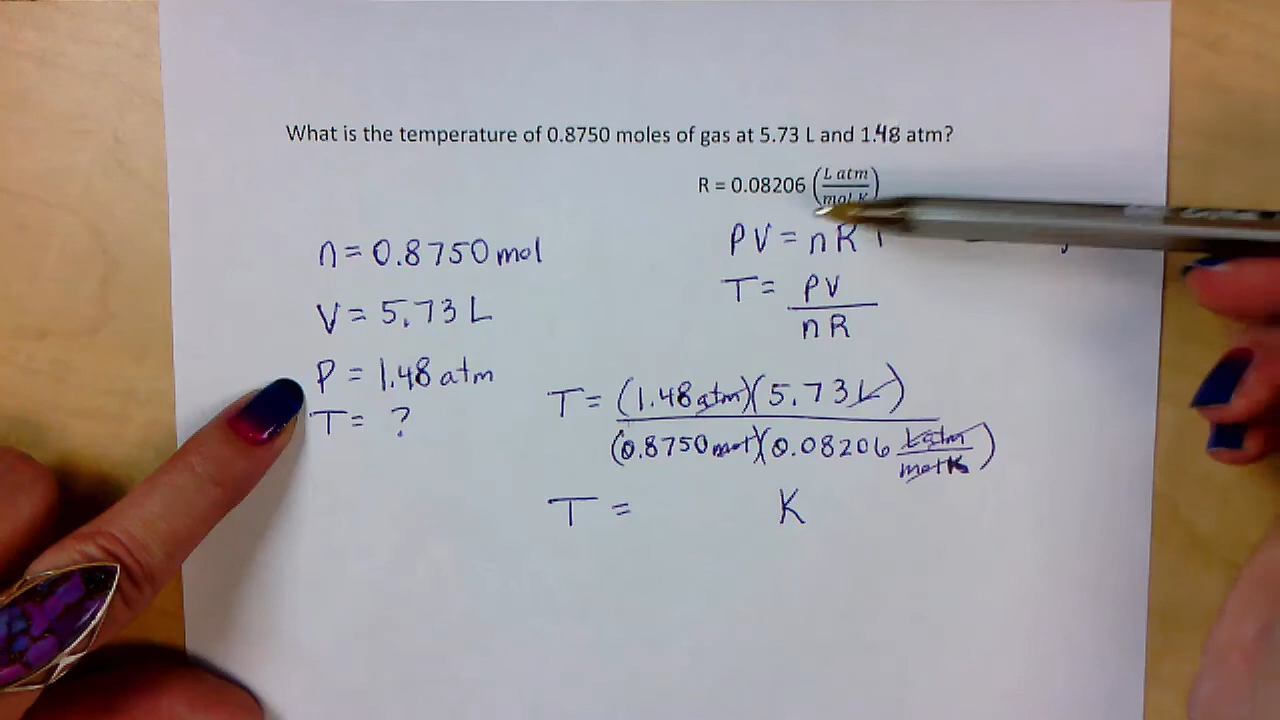 What is the temperature of 0.8750 moles of gas at 5.73 L and 1.48 atm?
R = 0.08206 (L atm / mol K)
PV = nR
n = 0.8750 mol
T = PV / nR
V = 5.73 L
P = 1.48 atm
T = (1.48 atm)(5.73 L) / (0.8750 mol)(0.08206 L atm / mol K)
T = ?
T = K